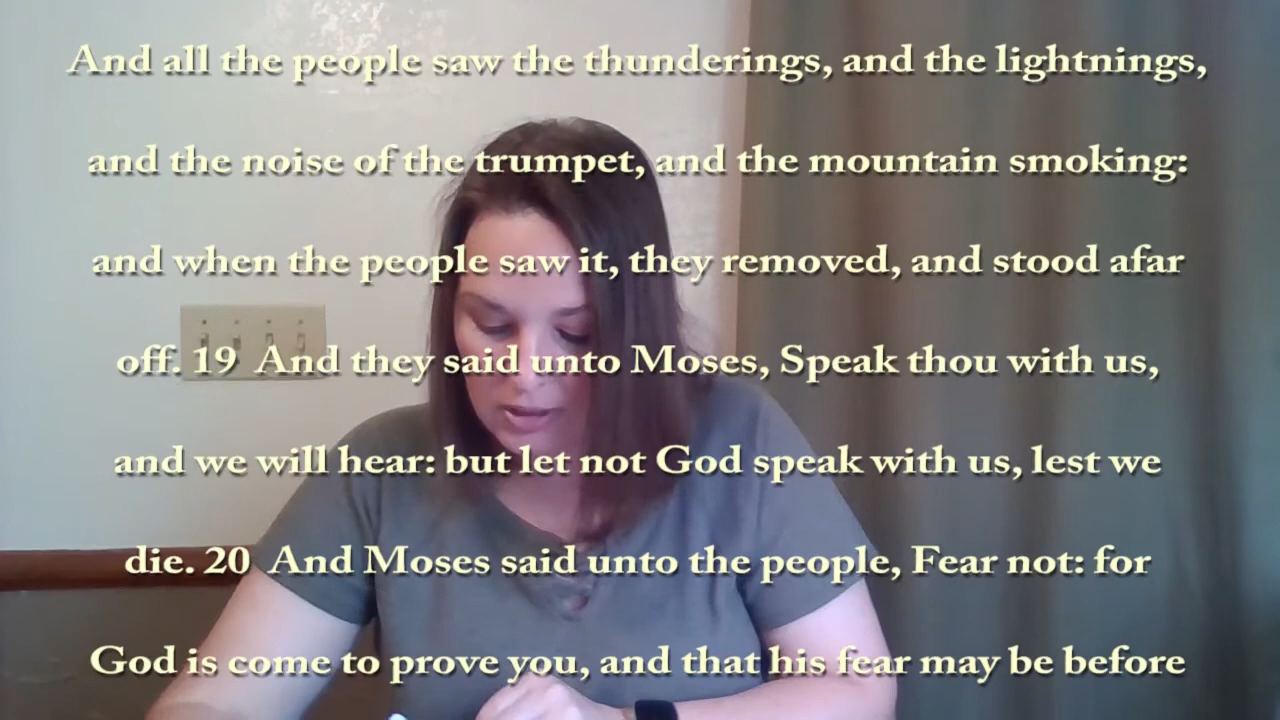 And all the people saw the thunderings, and the lightnings,
and the noise of the trumpet, and the mountain smoking:
and when the people saw it, they removed, and stood afar
off. 19 And they said unto Moses, Speak thou with us,
and we will hear: but let not God speak with us, lest we
die. 20 And Moses said unto the people, Fear not: for
God is come to prove you, and that his fear may be before